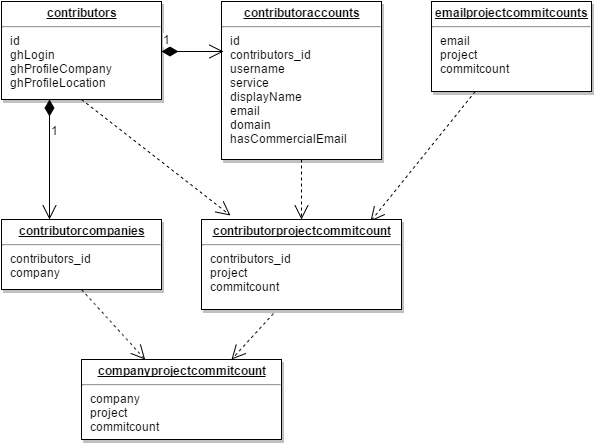 contributors
id
ghLogin
ghProfileCompany
ghProfileLocation
1
1
contributoraccounts
id
contributors_id
username
service
displayName
email
domain
hasCommercialEmail
emailprojectcommitcounts
email
project
commitcount
contributorcompanies
contributors_id
company
contributorprojectcommitcount
contributors_id
project
commitcount
companyprojectcommitcount
company
project
commitcount